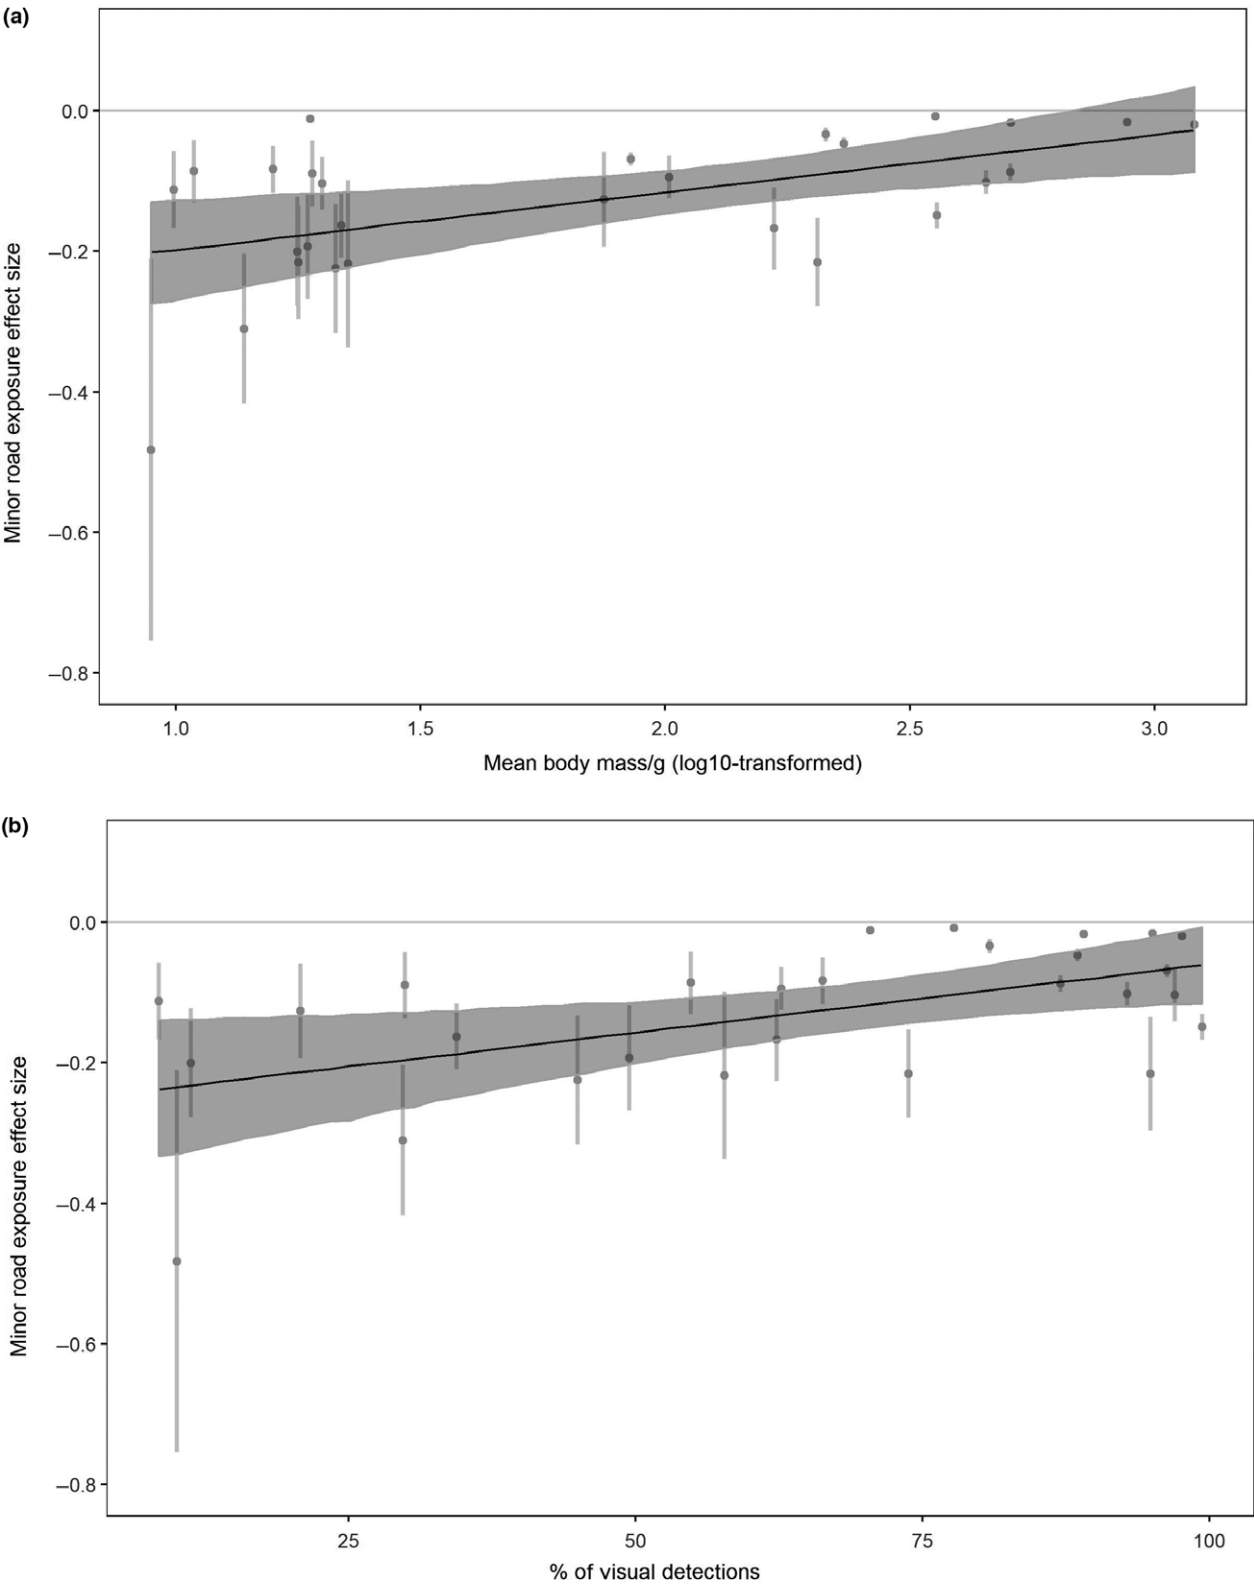 (a)
0.0
–0.2
–0.4
–0.6
–0.8
Minor road exposure effect size
1.0 1.5 2.0 2.5 3.0
Mean body mass/g (log10-transformed)
(b)
0.0
–0.2
–0.4
–0.6
–0.8
Minor road exposure effect size
25 50 75 100
% of visual detections